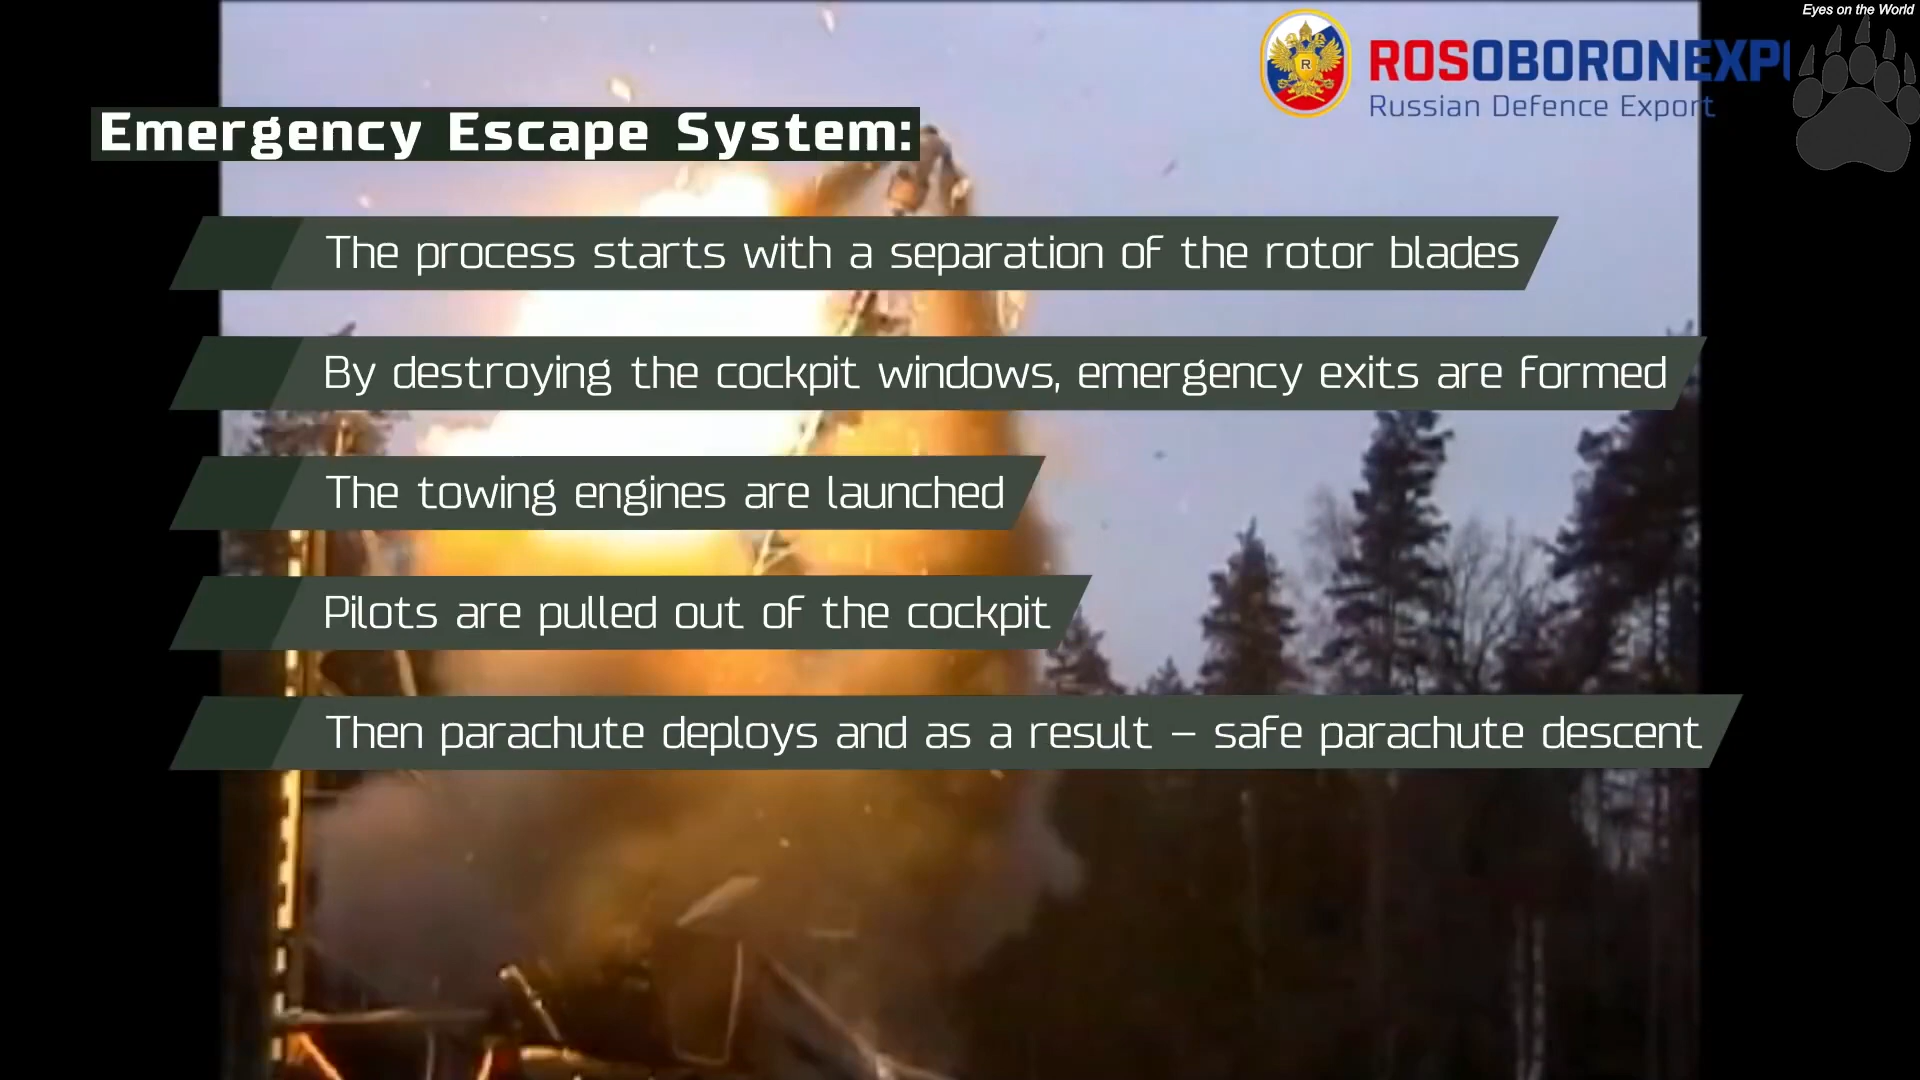 Eyes on the World
ROSOBORONEXP
Russian Defence Export
Emergency Escape System:
The process starts with a separation of the rotor blades
By destroying the cockpit windows, emergency exits are formed
The towing engines are launched
Pilots are pulled out of the cockpit
Then parachute deploys and as a result – safe parachute descent